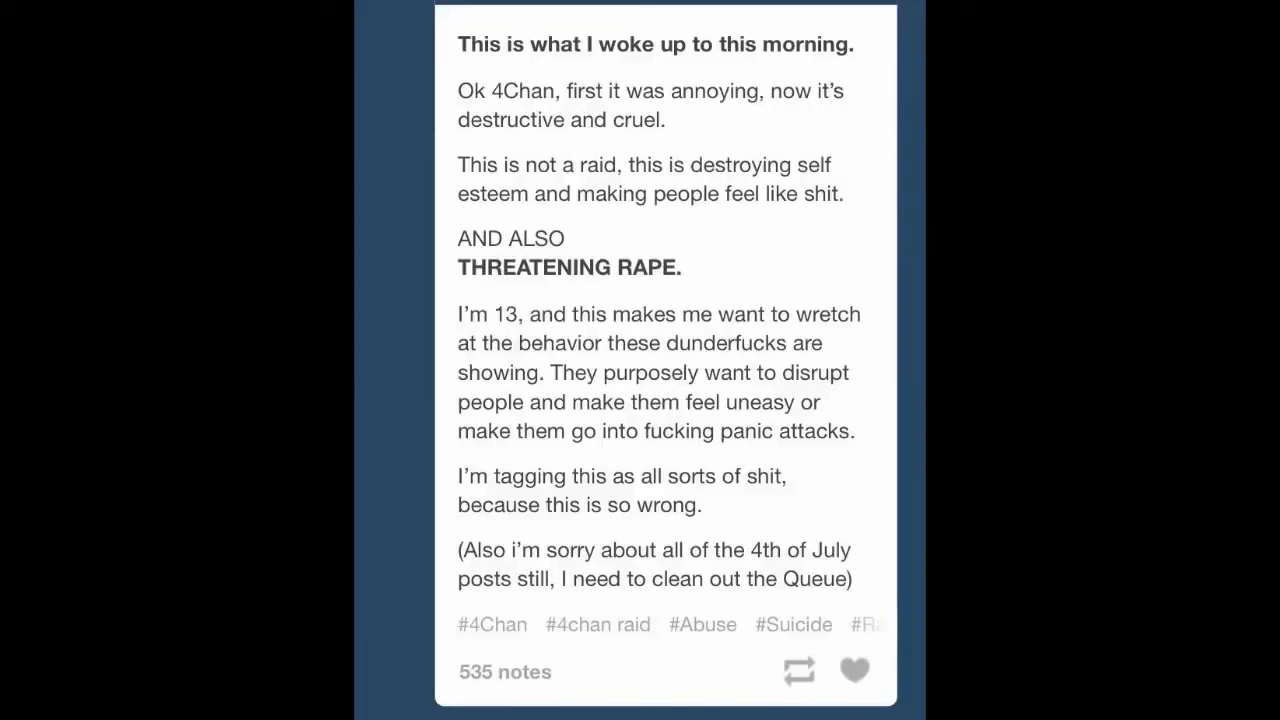 This is what I woke up to this morning.
Ok 4Chan, first it was annoying, now it's
destructive and cruel.
This is not a raid, this is destroying self
esteem and making people feel like shit.
AND ALSO
THREATENING RAPE.
I'm 13, and this makes me want to wretch
at the behavior these dunderfucks are
showing. They purposely want to disrupt
people and make them feel uneasy or
make them go into fucking panic attacks.
I'm tagging this as all sorts of shit,
because this is so wrong.
(Also i'm sorry about all of the 4th of July
posts still, I need to clean out the Queue)
#4Chan #4chan raid #Abuse #Suicide
535 notes